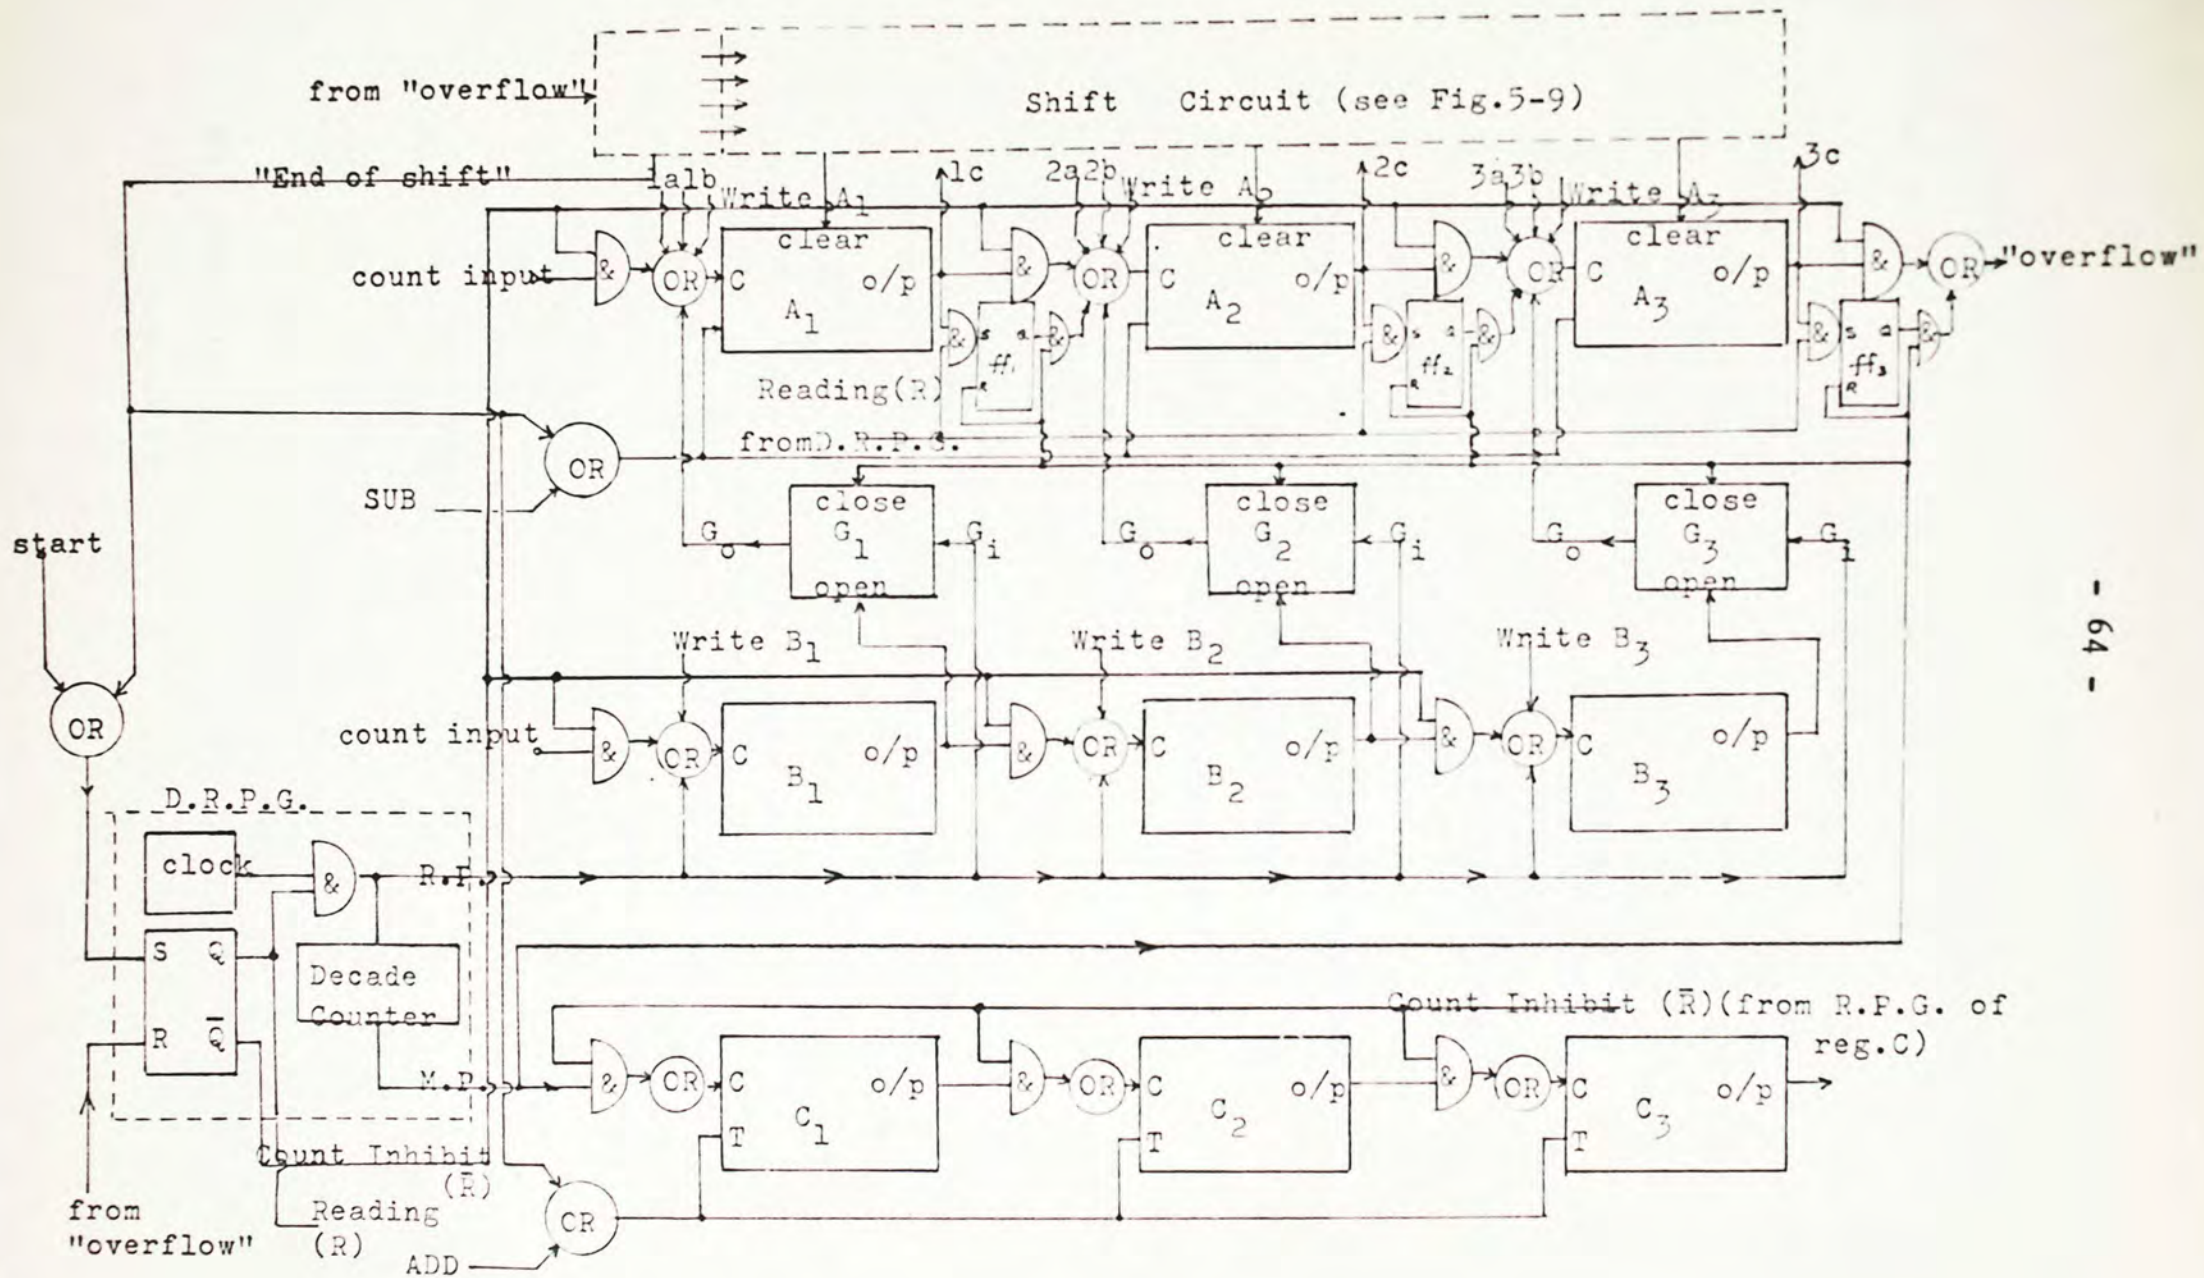 from "overflow"
Shift Circuit (see Fig.5-9)
"End of shift"
1a1b
Write A1
1c
2a2b
Write A2
2c
3a3b
Write A3
3c
clear
clear
clear
count input
&
OR
C
o/p
A1
&
OR
C
o/p
A2
&
OR
C
o/p
A3
&
OR
"overflow"
&
S
Q
ff1
R
&
&
S
Q
ff2
R
&
&
S
Q
ff3
R
&
Reading(R)
fromD.R.P.G.
OR
SUB
start
close
G1
open
Go
Gi
close
G2
open
Go
Gi
close
G3
open
Go
Gi
- 64 -
Write B1
Write B2
Write B3
OR
count input
&
OR
C
o/p
B1
&
OR
C
o/p
B2
&
OR
C
o/p
B3
D.R.P.G.
clock
&
R.P.
S
Q
R
Q̄
Decade
Counter
M.P.
Count Inhibit (R̄)(from R.P.G. of
reg.C)
&
OR
C
o/p
T
C1
&
OR
C
o/p
T
C2
&
OR
C
o/p
T
C3
Count Inhibit
(R̄)
from
"overflow"
Reading
(R)
OR
ADD